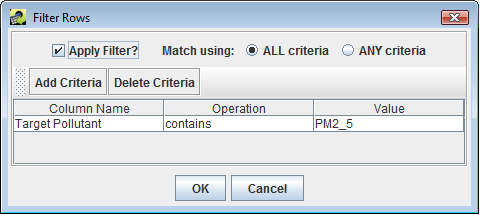 Filter Rows
Apply Filter? Match using: ALL criteria ANY criteria
Add Criteria Delete Criteria
Column Name Operation Value
Target Pollutant contains PM2_5
OK Cancel